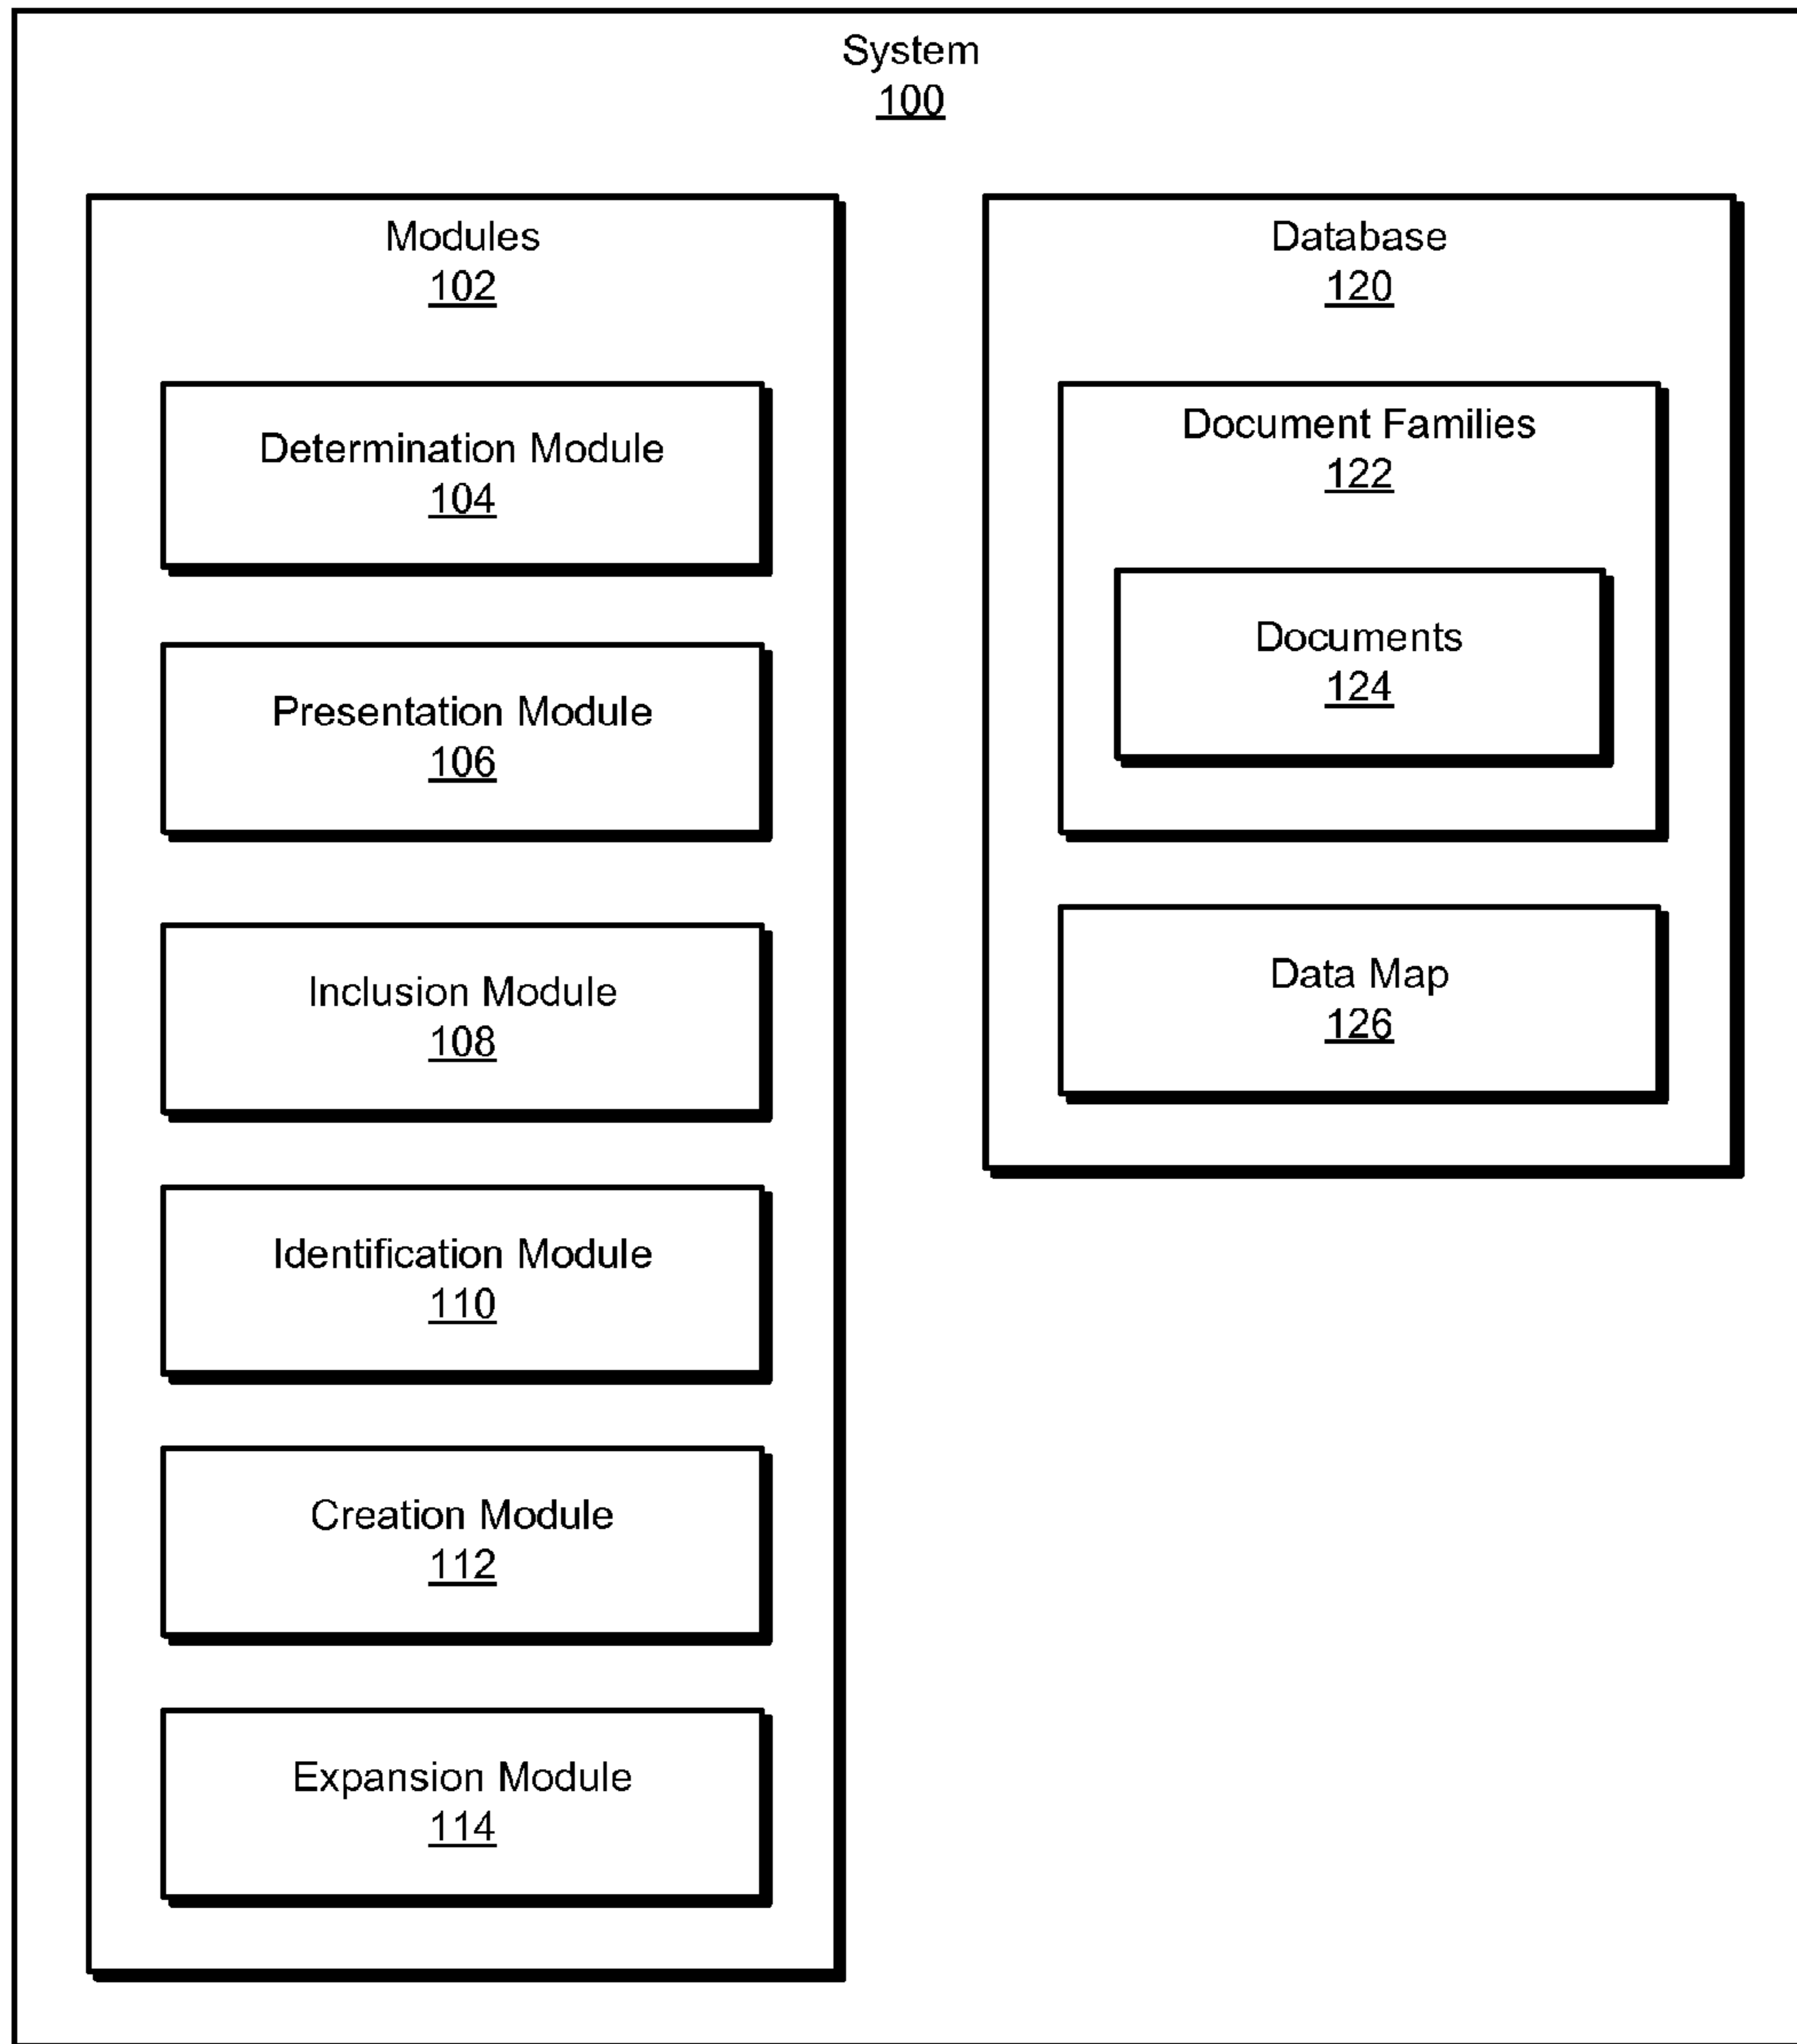 System
100
Modules
102
Determination Module
104
Presentation Module
106
Inclusion Module
108
Identification Module
110
Creation Module
112
Expansion Module
114
Database
120
Document Families
122
Documents
124
Data Map
126